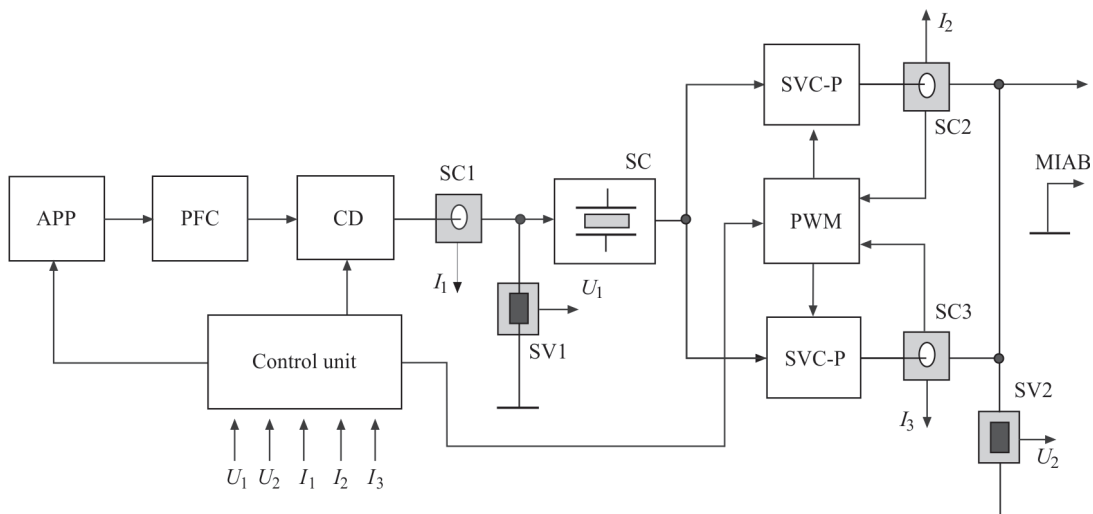 I2
SVC-P
SC2
SC
MIAB
SC1
APP
PFC
CD
PWM
I1
U1
SC3
SV1
Control unit
SVC-P
SV2
I3
U2
U1 U2 I1 I2 I3